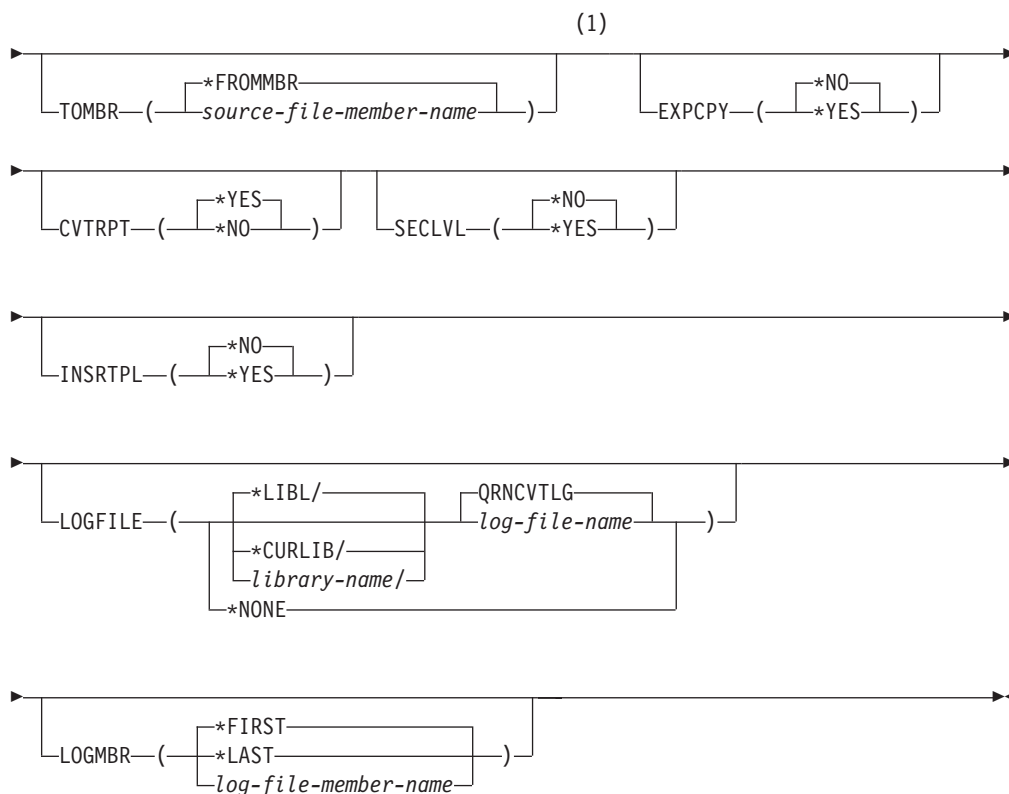 (1)
*FROMMBR *NO
TOMBR ( source-file-member-name ) EXPCPY ( *YES )
*YES *NO
CVTRPT ( *NO ) SECLVL ( *YES )
*NO
INSRTPL ( *YES )
*LIBL/ QRNCVTLG
LOGFILE ( log-file-name )
*CURLIB/
library-name/
*NONE
*FIRST
LOGMBR ( *LAST )
log-file-member-name